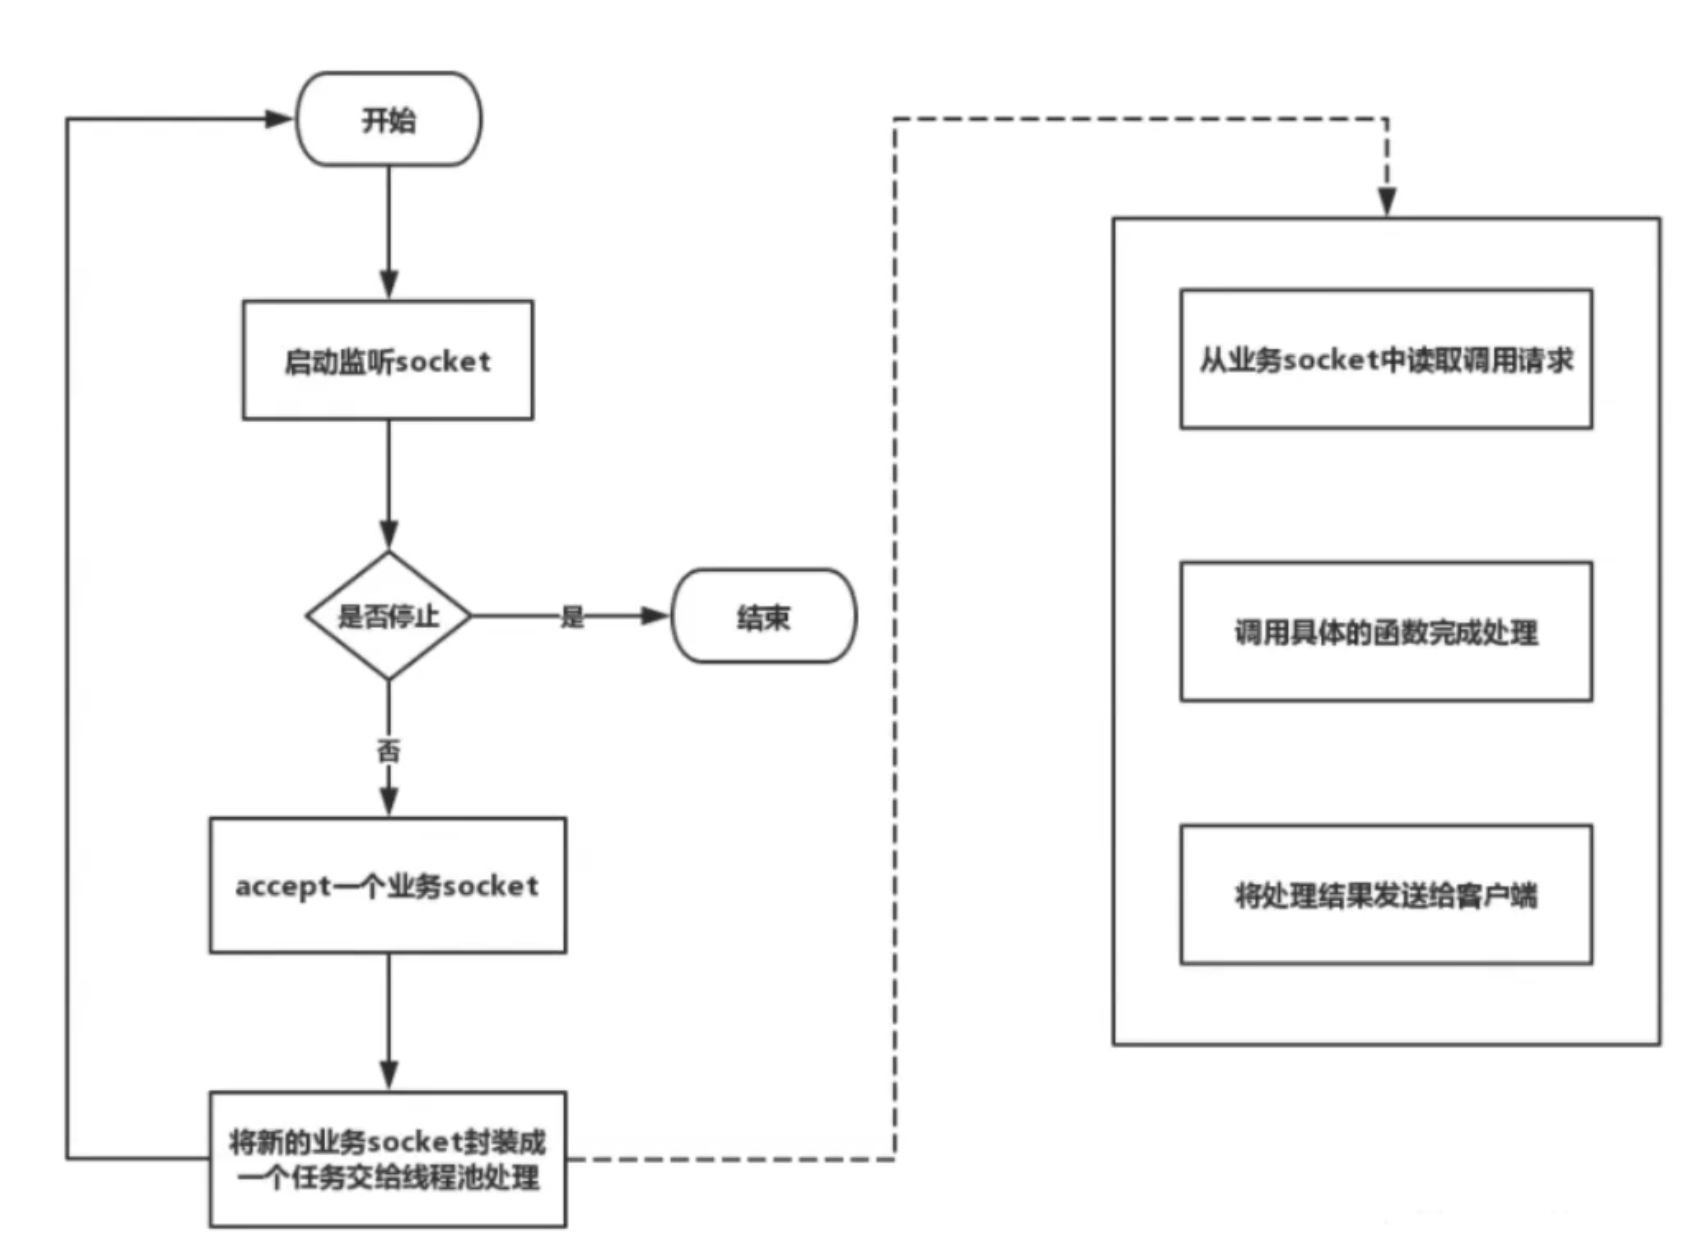 开始
启动监听socket
是否停止
是
结束
否
accept一个业务socket
将新的业务socket封装成
一个任务交给线程池处理
从业务socket中读取调用请求
调用具体的函数完成处理
将处理结果发送给客户端